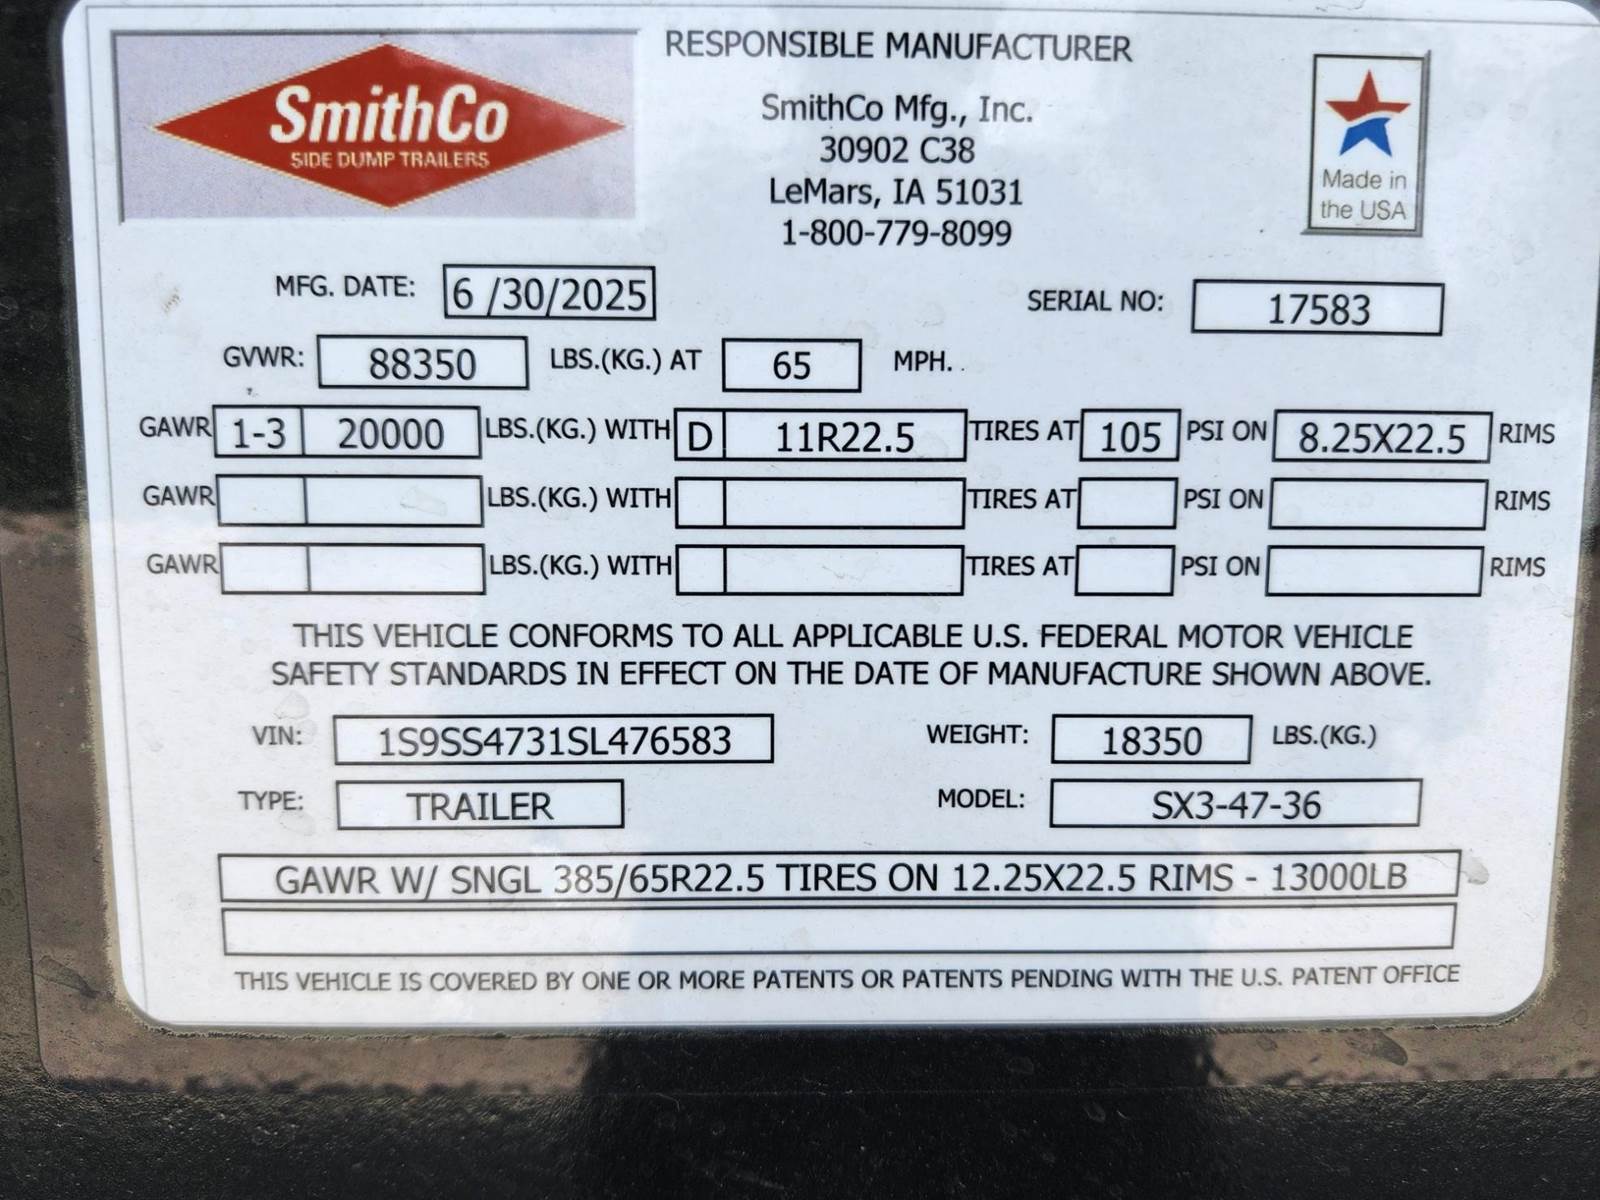 SmithCo
SIDE DUMP TRAILERS
RESPONSIBLE MANUFACTURER
SmithCo Mfg., Inc.
30902 C38
LeMars, IA 51031
1-800-779-8099
Made in
the USA
MFG. DATE: 6 /30/2025 SERIAL NO: 17583
GVWR: 88350 LBS.(KG.) AT 65 MPH.
GAWR 1-3 20000 LBS.(KG.) WITH D 11R22.5 TIRES AT 105 PSI ON 8.25X22.5 RIMS
GAWR LBS.(KG.) WITH TIRES AT PSI ON RIMS
GAWR LBS.(KG.) WITH TIRES AT PSI ON RIMS
THIS VEHICLE CONFORMS TO ALL APPLICABLE U.S. FEDERAL MOTOR VEHICLE
SAFETY STANDARDS IN EFFECT ON THE DATE OF MANUFACTURE SHOWN ABOVE.
VIN: 1S9SS4731SL476583 WEIGHT: 18350 LBS.(KG.)
TYPE: TRAILER MODEL: SX3-47-36
GAWR W/ SNGL 385/65R22.5 TIRES ON 12.25X22.5 RIMS - 13000LB
THIS VEHICLE IS COVERED BY ONE OR MORE PATENTS OR PATENTS PENDING WITH THE U.S. PATENT OFFICE